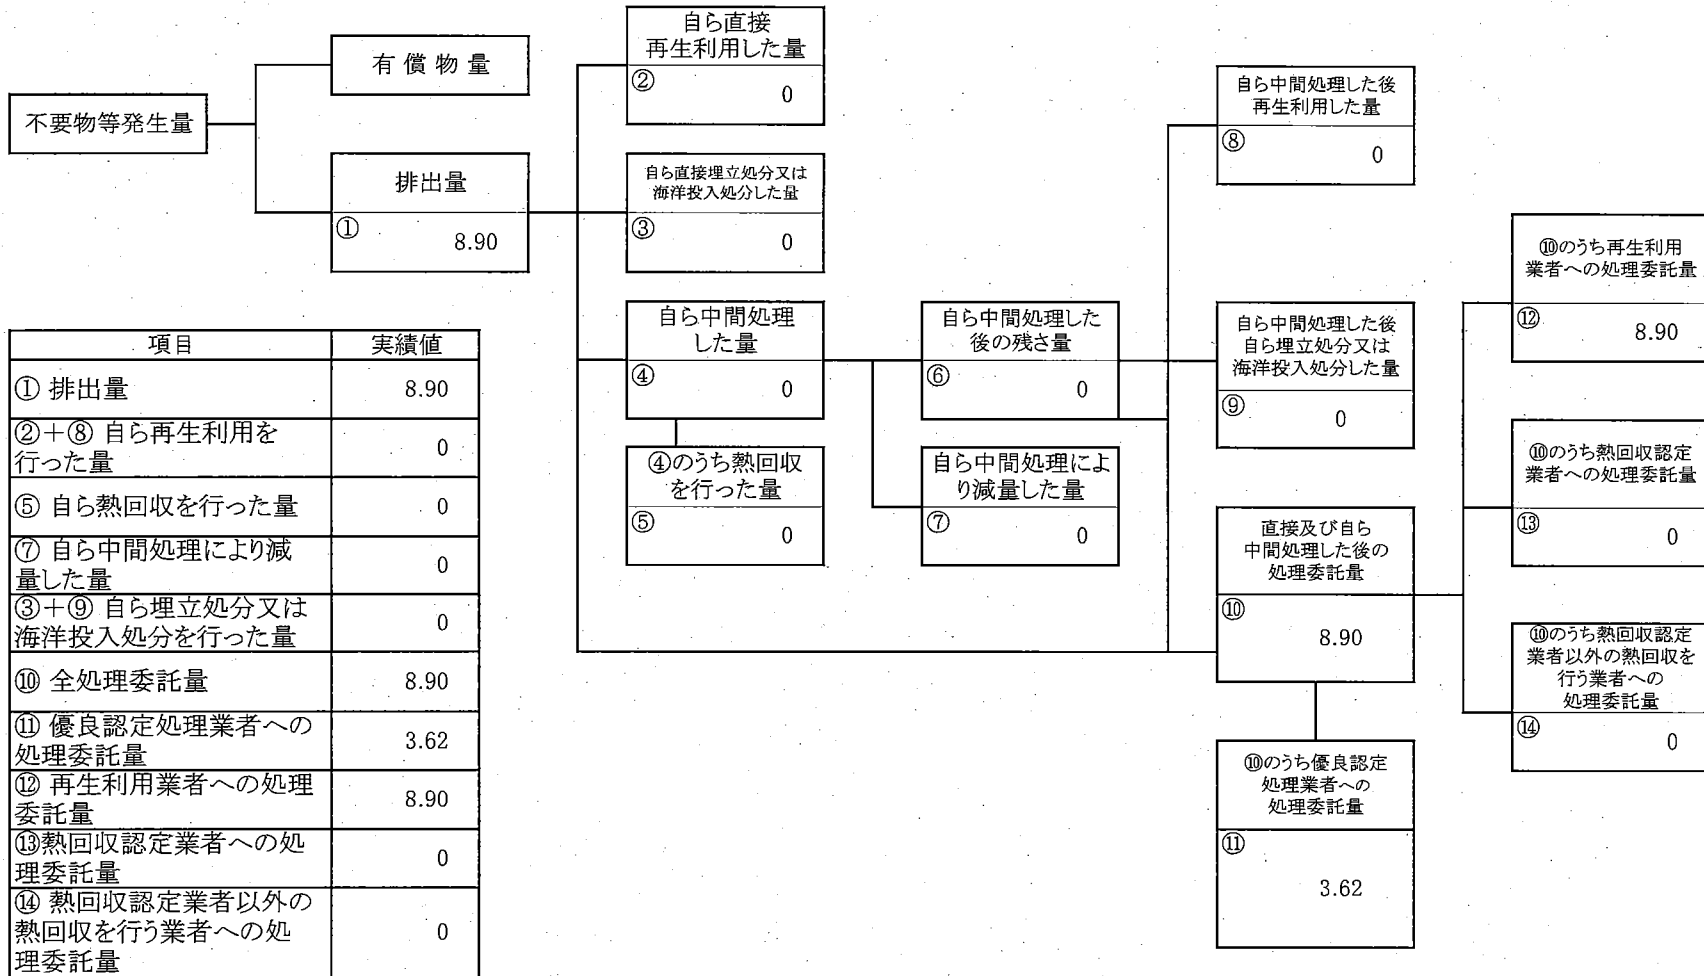 不要物等発生量
有償物量
排出量
①
8.90
自ら直接
再生利用した量
②
0
自ら直接埋立処分又は
海洋投入処分した量
③
0
自ら中間処理
した量
④
0
④のうち熱回収
を行った量
⑤
0
自ら中間処理した
後の残さ量
⑥
0
自ら中間処理によ
り減量した量
⑦
0
自ら中間処理した後
再生利用した量
⑧
0
自ら中間処理した後
自ら埋立処分又は
海洋投入処分した量
⑨
0
直接及び自ら
中間処理した後の
処理委託量
⑩
8.90
⑩のうち優良認定
処理業者への
処理委託量
⑪
3.62
⑩のうち再生利用
業者への処理委託量
⑫
8.90
⑩のうち熱回収認定
業者への処理委託量
⑬
0
⑩のうち熱回収認定
業者以外の熱回収を
行う業者への
処理委託量
⑭
0
項目 実績値
① 排出量 8.90
②+⑧ 自ら再生利用を
行った量 0
⑤ 自ら熱回収を行った量 0
⑦ 自ら中間処理により減
量した量 0
③+⑨ 自ら埋立処分又は
海洋投入処分を行った量 0
⑩ 全処理委託量 8.90
⑪ 優良認定処理業者への
処理委託量 3.62
⑫ 再生利用業者への処理
委託量 8.90
⑬熱回収認定業者への処
理委託量 0
⑭ 熱回収認定業者以外の
熱回収を行う業者への処
理委託量 0